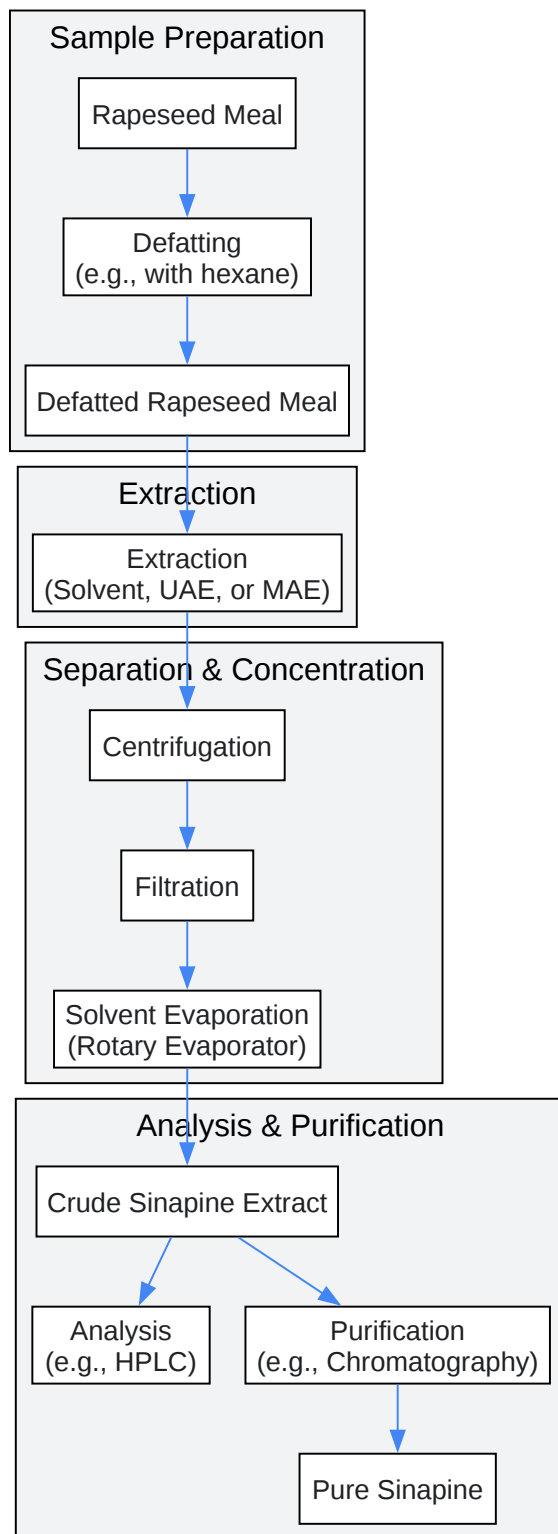 Sample Preparation
Rapeseed Meal
Defatting
(e.g., with hexane)
Defatted Rapeseed Meal
Extraction
Extraction
(Solvent, UAE, or MAE)
Separation & Concentration
Centrifugation
Filtration
Solvent Evaporation
(Rotary Evaporator)
Analysis & Purification
Crude Sinapine Extract
Analysis
(e.g., HPLC)
Purification
(e.g., Chromatography)
Pure Sinapine